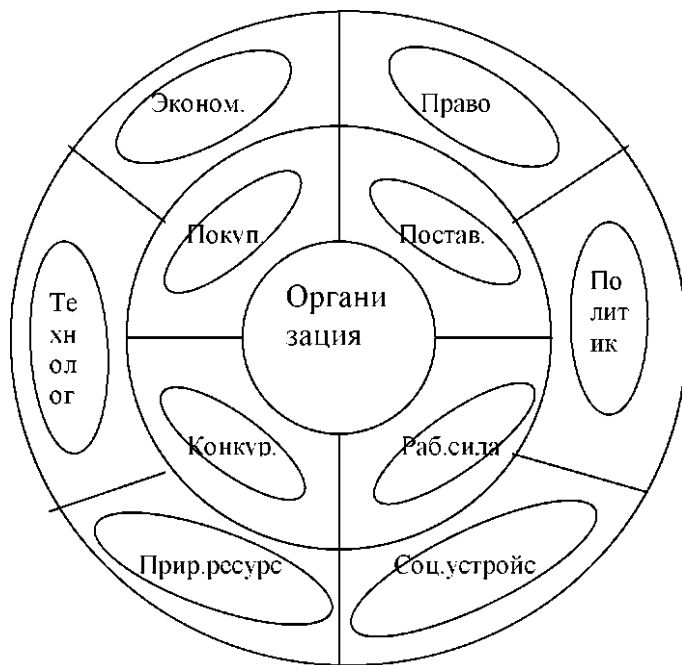 Эконом.
Право
Покуп.
Постав.
Те
хн
ол
ог
Органи
зация
По
лит
ик
Конкур.
Раб.сила
Прир.ресурс
Соц.устройс